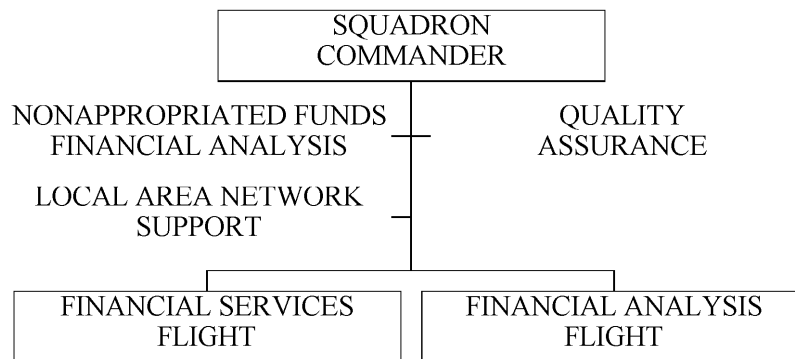 SQUADRON
COMMANDER
NONAPPROPRIATED FUNDS
FINANCIAL ANALYSIS
QUALITY
ASSURANCE
LOCAL AREA NETWORK
SUPPORT
FINANCIAL SERVICES
FLIGHT
FINANCIAL ANALYSIS
FLIGHT